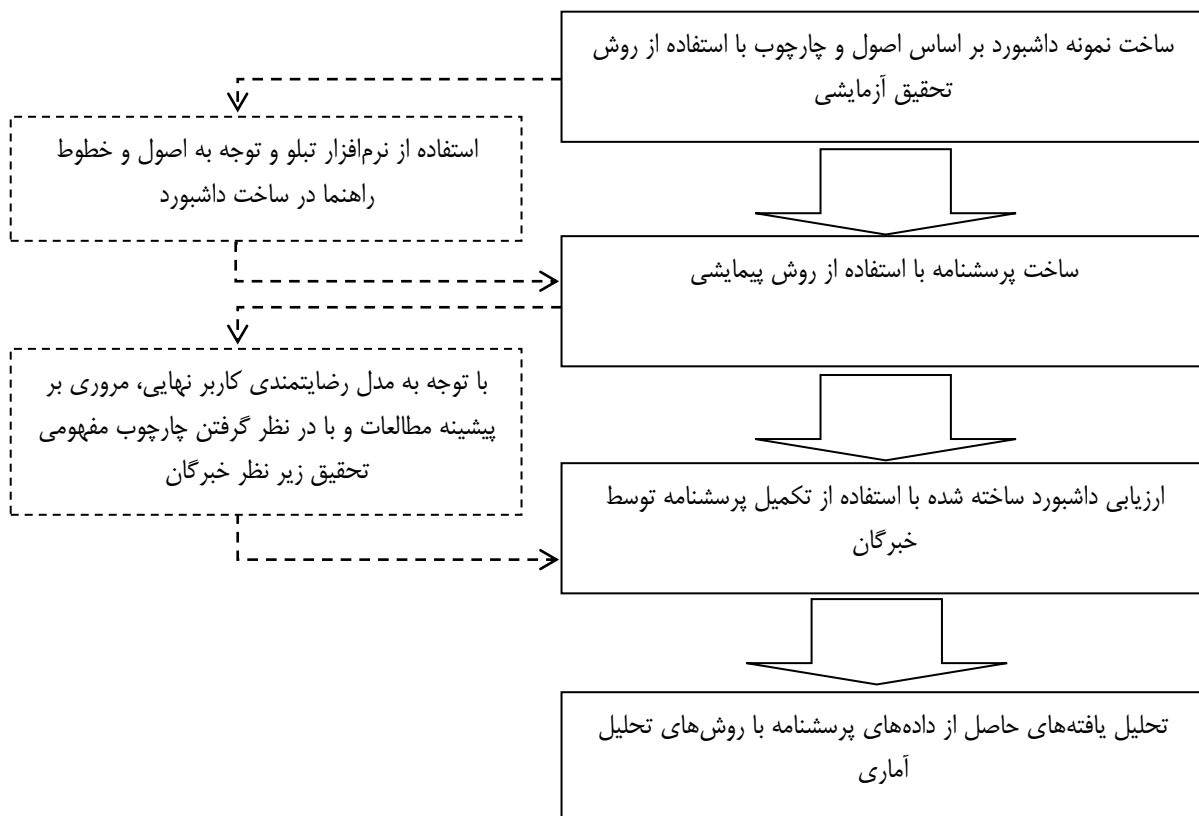 ساخت نمونه داشبورد بر اساس اصول و چارچوب با استفاده از روش
تحقیق آزمایشی
استفاده از نرم‌افزار تبلو و توجه به اصول و خطوط
راهنما در ساخت داشبورد
ساخت پرسشنامه با استفاده از روش پیمایشی
با توجه به مدل رضایتمندی کاربر نهایی، مروری بر
پیشینه مطالعات و با در نظر گرفتن چارچوب مفهومی
تحقیق زیر نظر خبرگان
ارزیابی داشبورد ساخته شده با استفاده از تکمیل پرسشنامه توسط
خبرگان
تحلیل یافته‌های حاصل از داده‌های پرسشنامه با روش‌های تحلیل
آماری